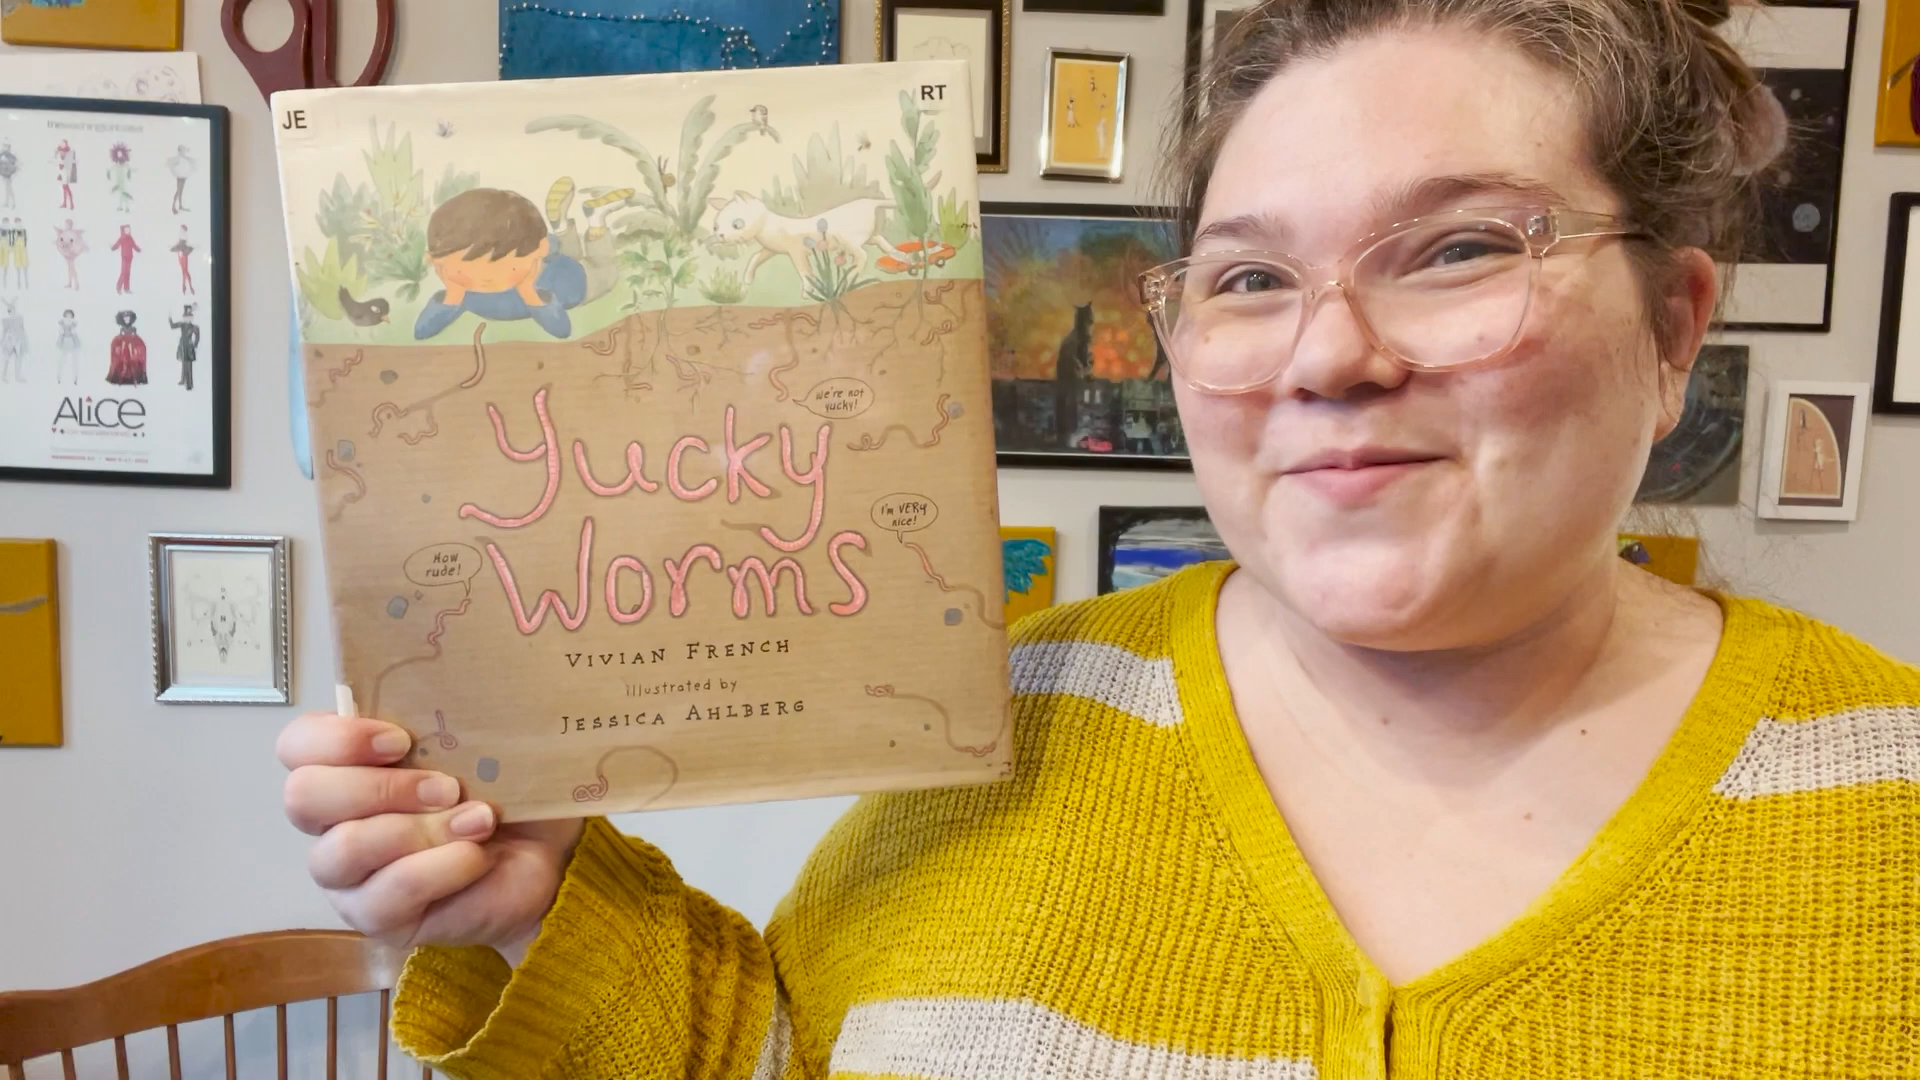 JE
RT
We're not
yucky!
Yucky
I'm VERY
nice!
How
rude!
Worms
VIVIAN FRENCH
illustrated by
JESSICA AHLBERG
ALiCE